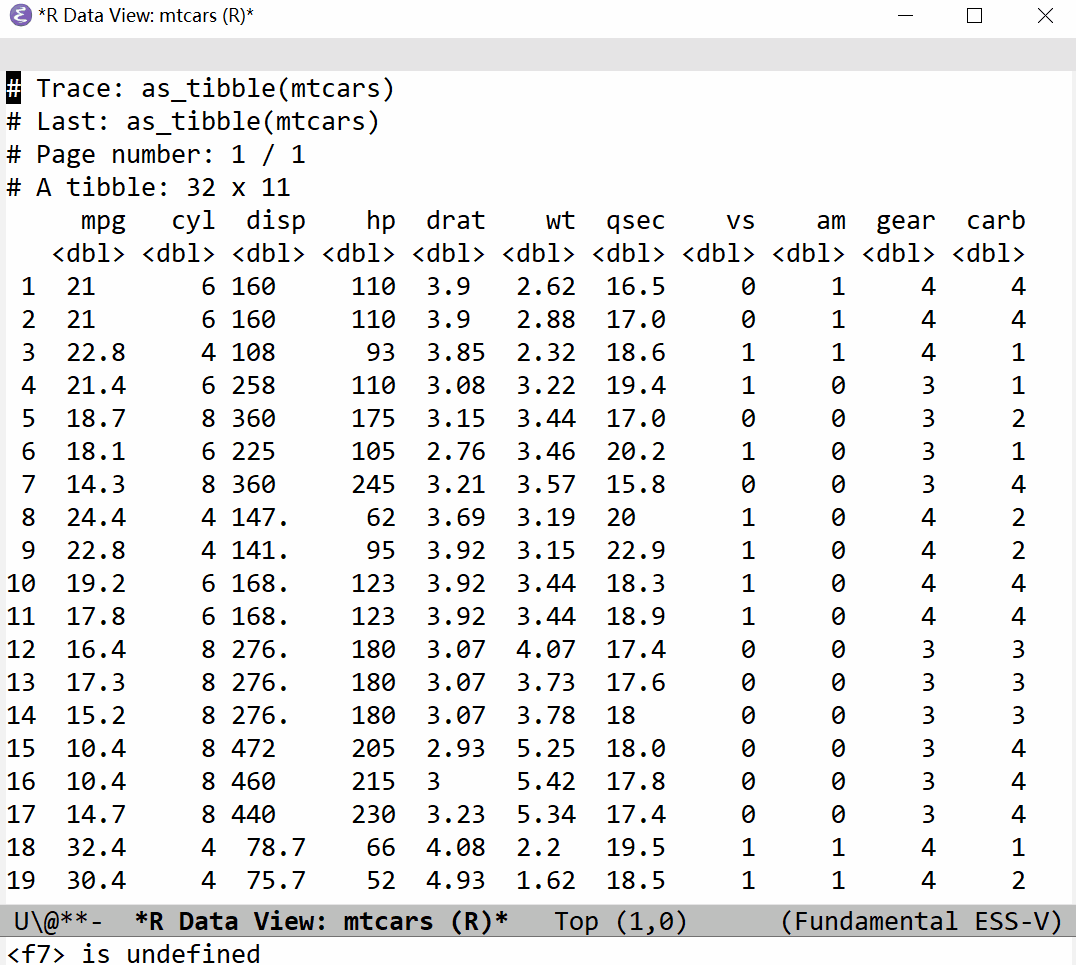 *R Data View: mtcars (R)*
# Trace: as_tibble(mtcars)
# Last: as_tibble(mtcars)
# Page number: 1 / 1
# A tibble: 32 x 11
     mpg   cyl  disp    hp  drat    wt  qsec    vs    am  gear  carb
   <dbl> <dbl> <dbl> <dbl> <dbl> <dbl> <dbl> <dbl> <dbl> <dbl> <dbl>
 1  21       6 160     110  3.9   2.62  16.5     0     1     4     4
 2  21       6 160     110  3.9   2.88  17.0     0     1     4     4
 3  22.8     4 108      93  3.85  2.32  18.6     1     1     4     1
 4  21.4     6 258     110  3.08  3.22  19.4     1     0     3     1
 5  18.7     8 360     175  3.15  3.44  17.0     0     0     3     2
 6  18.1     6 225     105  2.76  3.46  20.2     1     0     3     1
 7  14.3     8 360     245  3.21  3.57  15.8     0     0     3     4
 8  24.4     4 147.     62  3.69  3.19  20       1     0     4     2
 9  22.8     4 141.     95  3.92  3.15  22.9     1     0     4     2
10  19.2     6 168.    123  3.92  3.44  18.3     1     0     4     4
11  17.8     6 168.    123  3.92  3.44  18.9     1     0     4     4
12  16.4     8 276.    180  3.07  4.07  17.4     0     0     3     3
13  17.3     8 276.    180  3.07  3.73  17.6     0     0     3     3
14  15.2     8 276.    180  3.07  3.78  18       0     0     3     3
15  10.4     8 472     205  2.93  5.25  18.0     0     0     3     4
16  10.4     8 460     215  3     5.42  17.8     0     0     3     4
17  14.7     8 440     230  3.23  5.34  17.4     0     0     3     4
18  32.4     4  78.7    66  4.08  2.2   19.5     1     1     4     1
19  30.4     4  75.7    52  4.93  1.62  18.5     1     1     4     2
U\@**-  *R Data View: mtcars (R)*   Top (1,0)      (Fundamental ESS-V)
<f7> is undefined